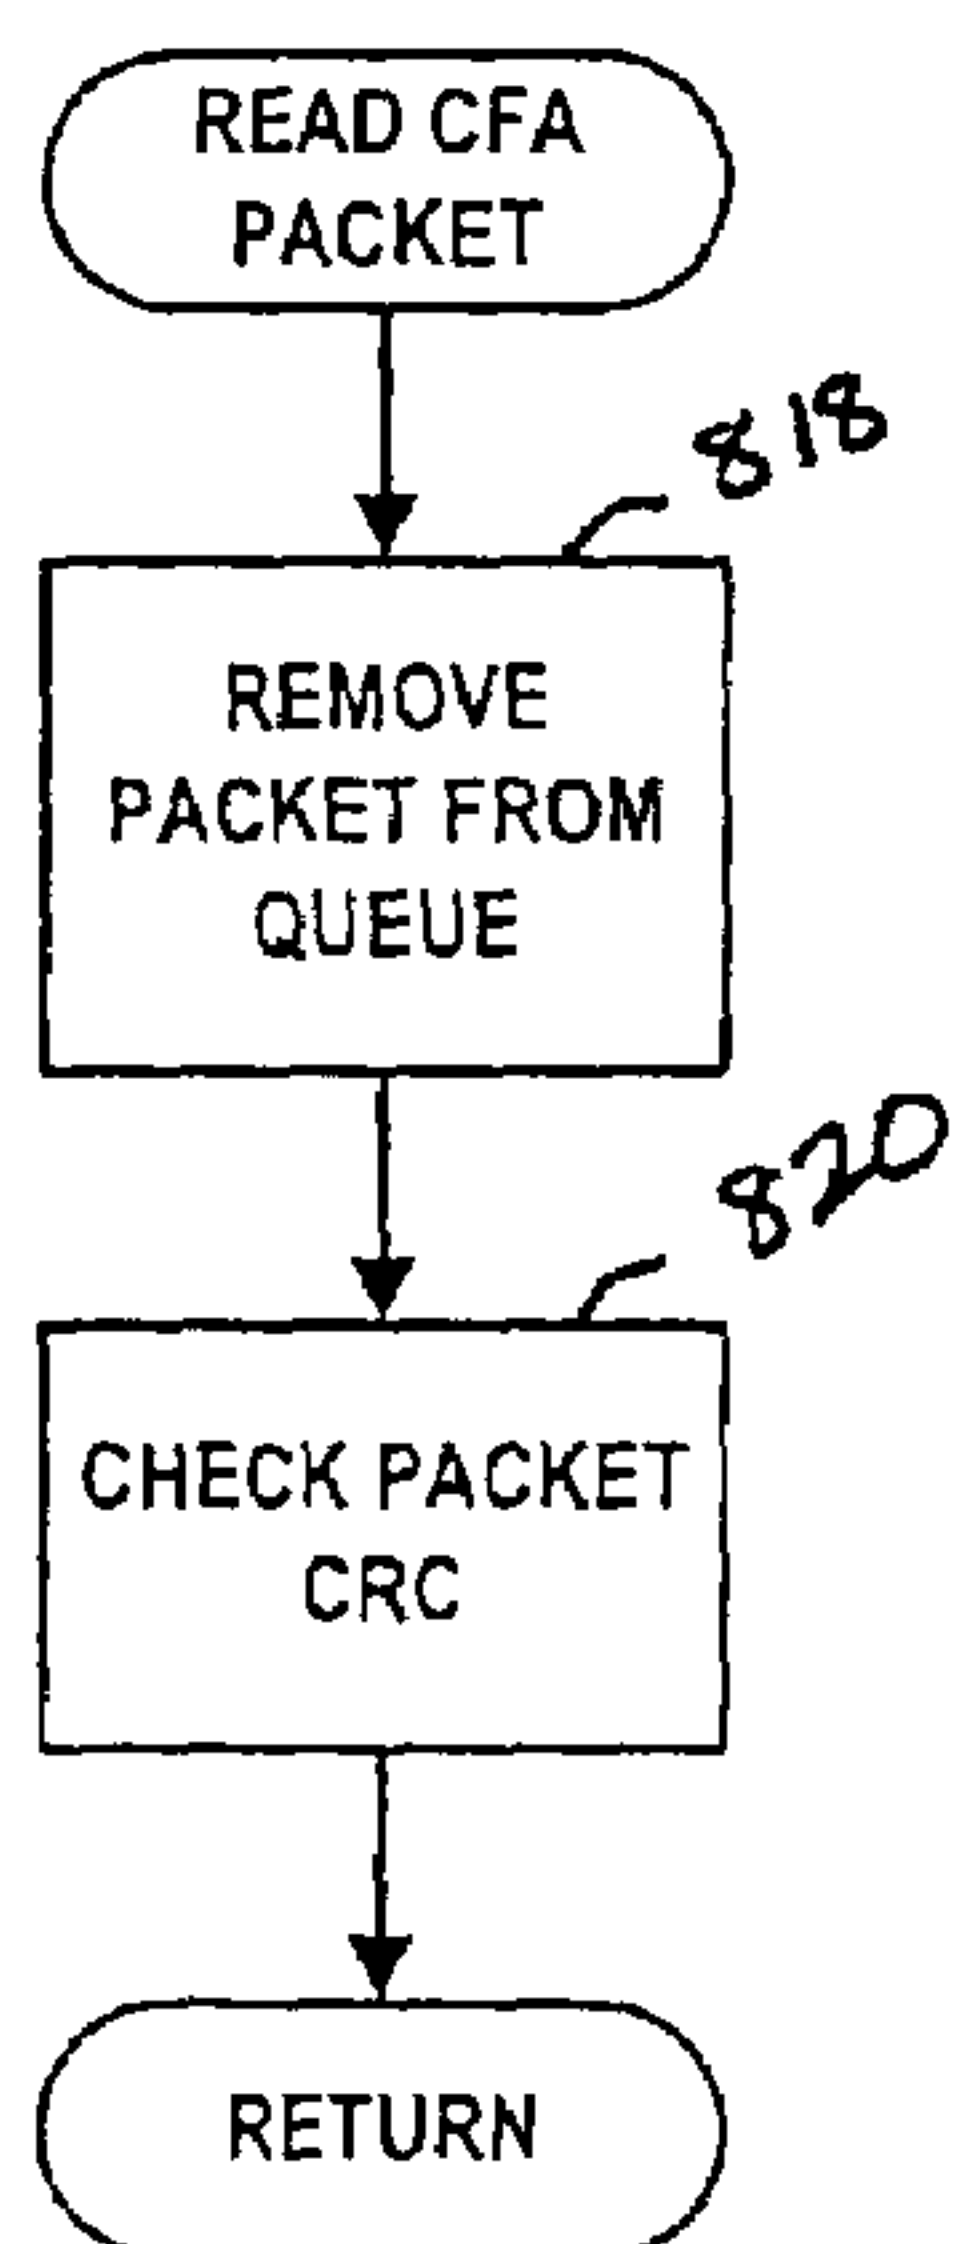 READ CFA
PACKET
818
REMOVE
PACKET FROM
QUEUE
820
CHECK PACKET
CRC
RETURN